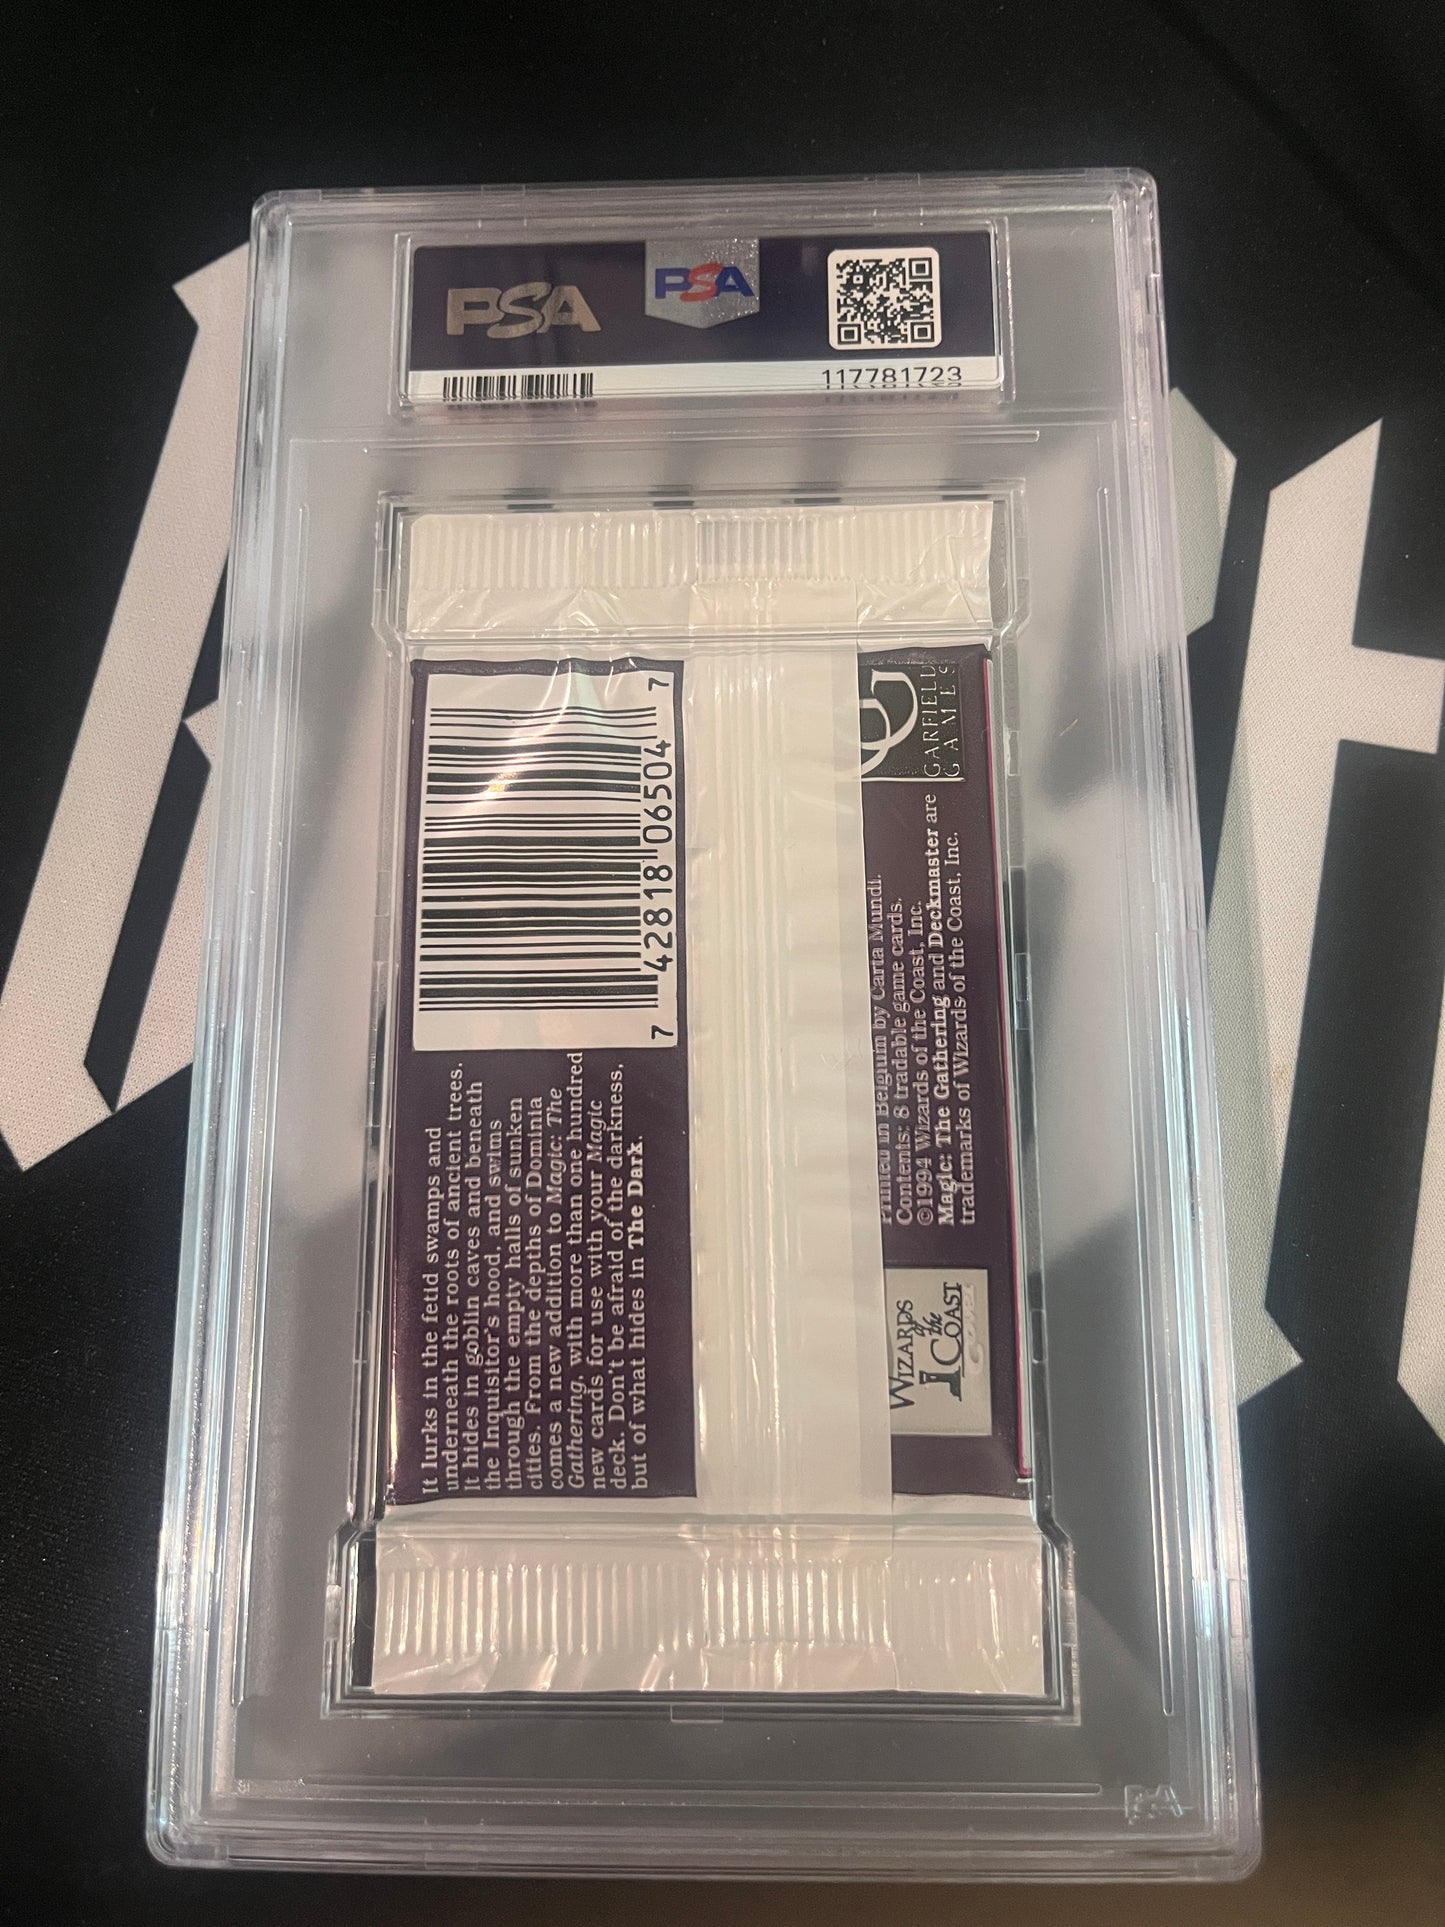 PSA
PSA
117781723
7 42818 06504 7
It lurks in the fetid swamps and
underneath the roots of ancient trees.
It hides in goblin caves and beneath
the Inquisitor's hood, and swims
through the empty halls of sunken
cities. From the depths of Dominia
comes a new addition to Magic: The
Gathering, with more than one hundred
new cards for use with your Magic
deck. Don't be afraid of the darkness,
but of what hides in The Dark.
GARFIELD
GAMES
Printed in Belgium by Carta Mundi.
Contents: 8 tradable game cards.
©1994 Wizards of the Coast, Inc.
Magic: The Gathering and Deckmaster are
trademarks of Wizards of the Coast, Inc.
WIZARDS
of the
COAST
PSA